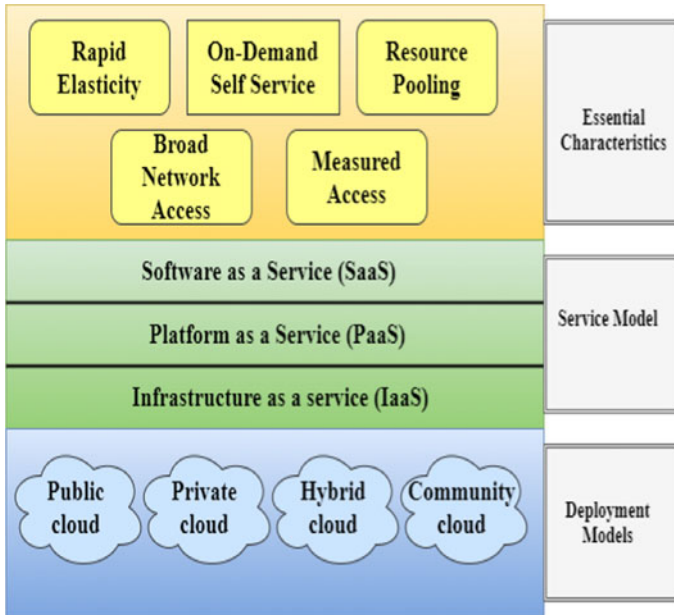 Rapid
Elasticity
On-Demand
Self Service
Resource
Pooling
Broad
Network
Access
Measured
Access
Essential
Characteristics
Software as a Service (SaaS)
Platform as a Service (PaaS)
Infrastructure as a service (IaaS)
Service Model
Public
cloud
Private
cloud
Hybrid
cloud
Community
cloud
Deployment
Models